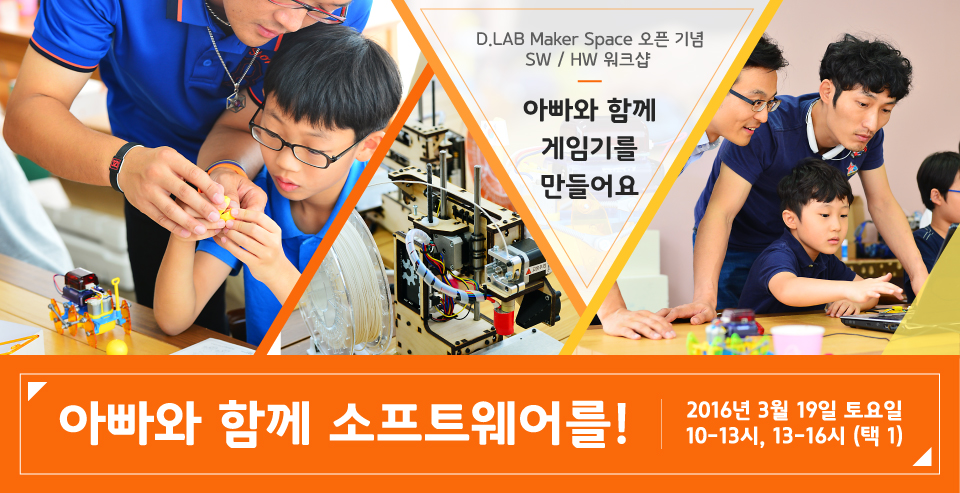 D.LAB Maker Space 오픈 기념
SW / HW 워크샵
아빠와 함께
게임기를
만들어요
아빠와 함께 소프트웨어를!
2016년 3월 19일 토요일
10-13시, 13-16시 (택 1)